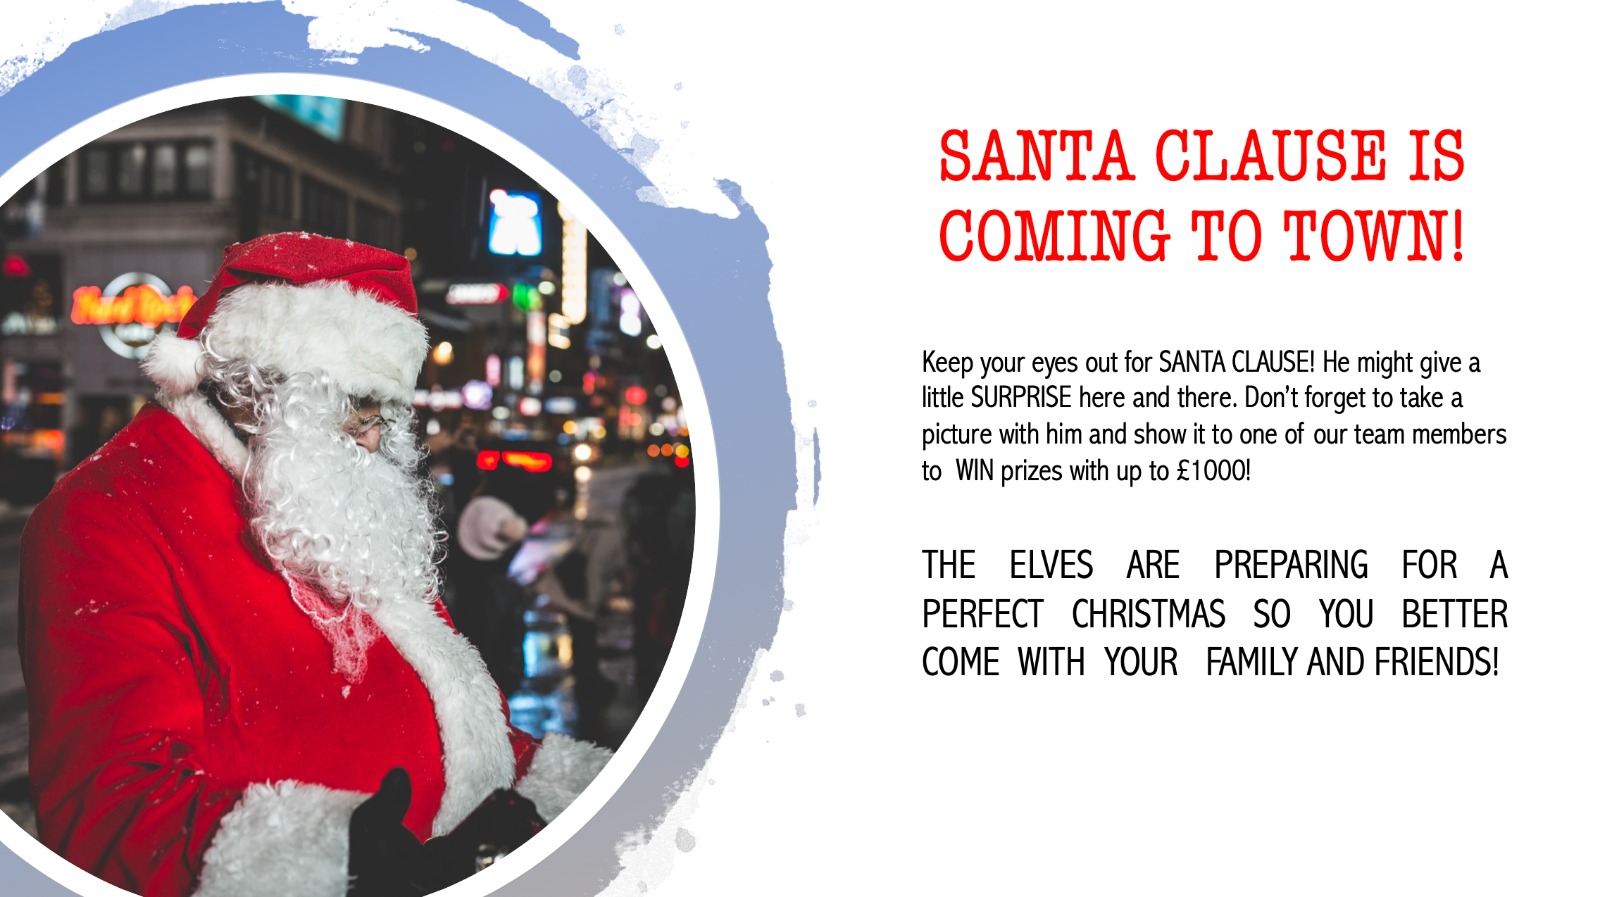 SANTA CLAUSE IS
COMING TO TOWN!
Keep your eyes out for SANTA CLAUSE! He might give a
little SURPRISE here and there. Don’t forget to take a
picture with him and show it to one of our team members
to WIN prizes with up to £1000!
THE ELVES ARE PREPARING FOR A
PERFECT CHRISTMAS SO YOU BETTER
COME WITH YOUR FAMILY AND FRIENDS!
Hard Rock